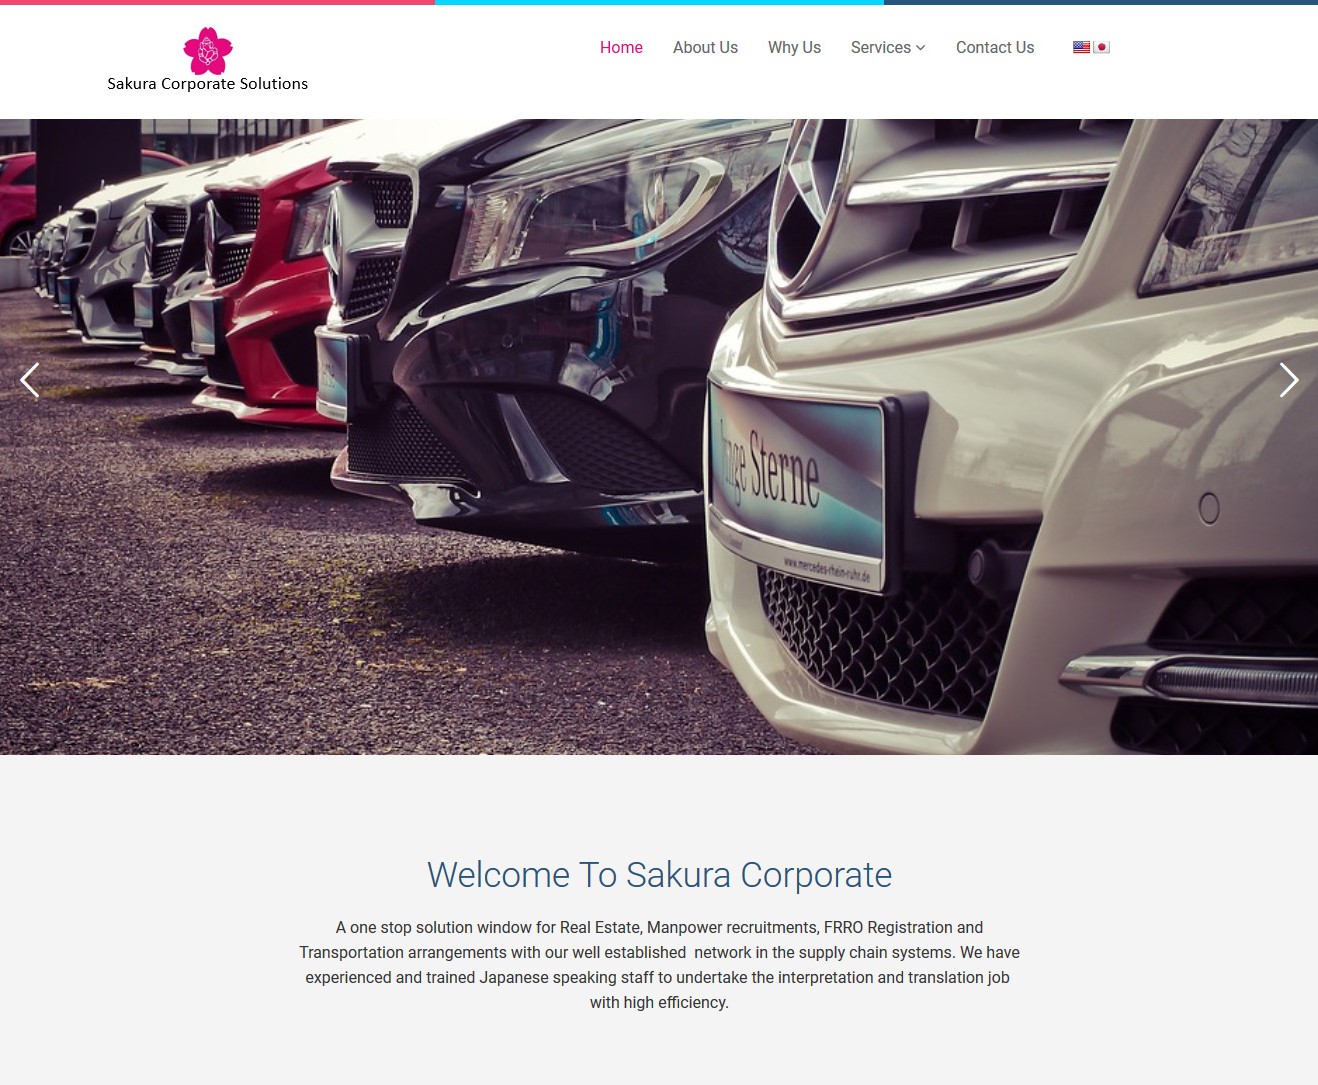 Sakura Corporate Solutions
Home About Us Why Us Services Contact Us
Sterne
www.mercedes-rhein-ruhr.de
Welcome To Sakura Corporate
A one stop solution window for Real Estate, Manpower recruitments, FRRO Registration and
Transportation arrangements with our well established  network in the supply chain systems. We have
experienced and trained Japanese speaking staff to undertake the interpretation and translation job
with high efficiency.